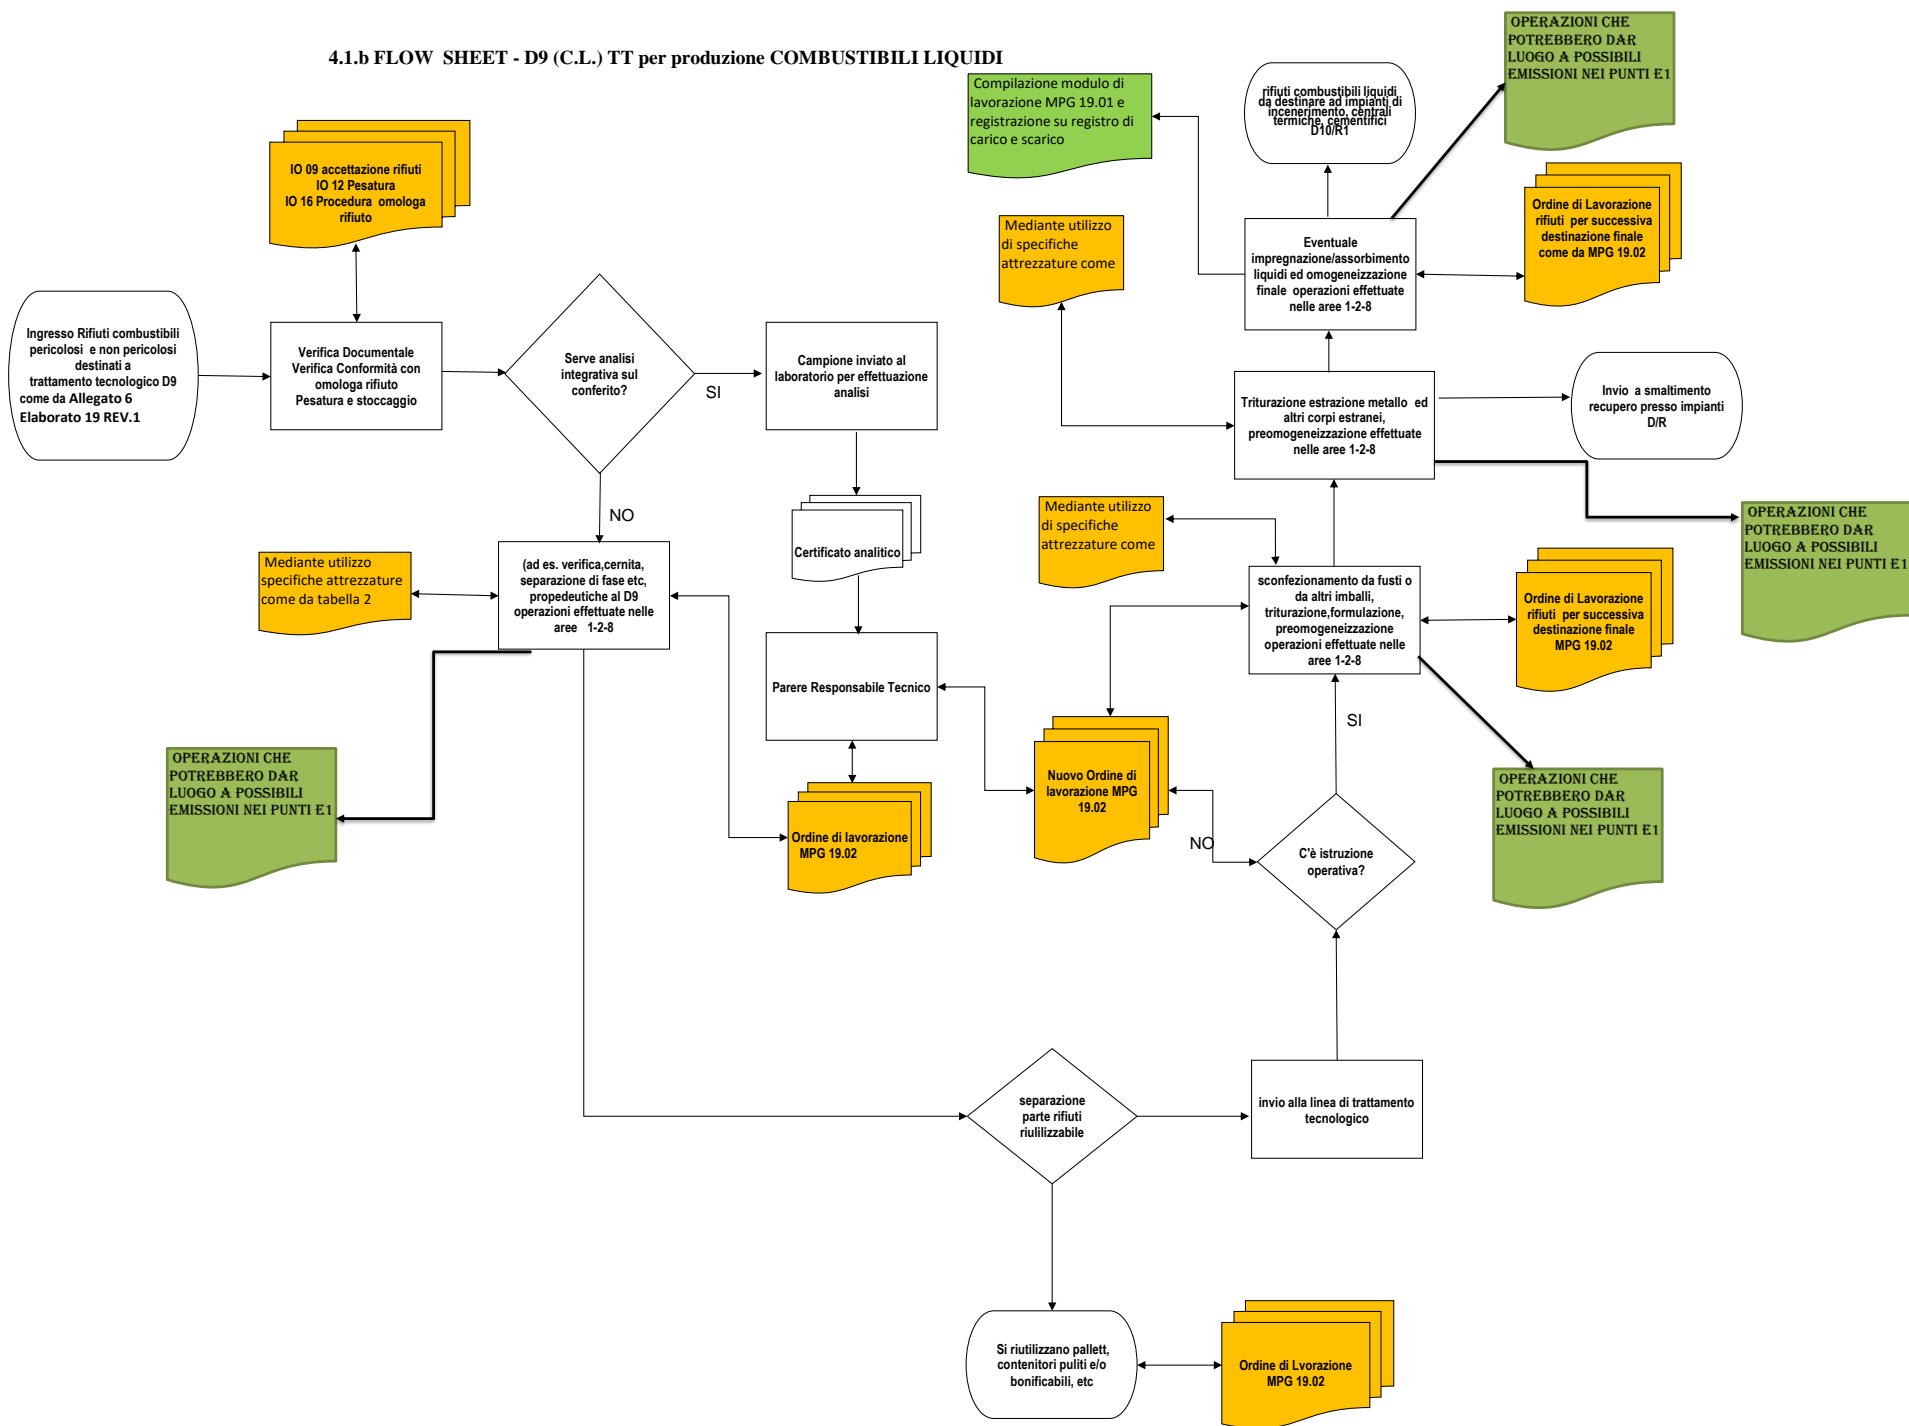 4.1.b FLOW SHEET - D9 (C.L.) TT per produzione COMBUSTIBILI LIQUIDI
OPERAZIONI CHE
POTREBBERO DAR
LUOGO A POSSIBILI
EMISSIONI NEI PUNTI E1
Compilazione modulo di
lavorazione MPG 19.01 e
registrazione su registro di
carico e scarico
rifiuti combustibili liquidi
da destinare ad impianti di
incenerimento, centrali
termiche, cementifici
D10/R1
IO 09 accettazione rifiuti
IO 12 Pesatura
IO 16 Procedura omologa
rifiuto
Mediante utilizzo
di specifiche
attrezzature come
Eventuale
impregnazione/assorbimento
liquidi ed omogeneizzazione
finale operazioni effettuate
nelle aree 1-2-8
Ordine di Lavorazione
rifiuti per successiva
destinazione finale
come da MPG 19.02
Ingresso Rifiuti combustibili
pericolosi e non pericolosi
destinati a
trattamento tecnologico D9
come da Allegato 6
Elaborato 19 REV.1
Verifica Documentale
Verifica Conformità con
omologa rifiuto
Pesatura e stoccaggio
Serve analisi
integrativa sul
conferito?
SI
Campione inviato al
laboratorio per effettuazione
analisi
Triturazione estrazione metallo ed
altri corpi estranei,
preomogeneizzazione effettuate
nelle aree 1-2-8
Invio a smaltimento
recupero presso impianti
D/R
NO
Certificato analitico
Mediante utilizzo
di specifiche
attrezzature come
OPERAZIONI CHE
POTREBBERO DAR
LUOGO A POSSIBILI
EMISSIONI NEI PUNTI E1
Mediante utilizzo
specifiche attrezzature
come da tabella 2
(ad es. verifica,cernita,
separazione di fase etc,
propedeutiche al D9
operazioni effettuate nelle
aree 1-2-8
sconfezionamento da fusti o
da altri imballi,
triturazione,formulazione,
preomogeneizzazione
operazioni effettuate nelle
aree 1-2-8
Ordine di Lavorazione
rifiuti per successiva
destinazione finale
MPG 19.02
Parere Responsabile Tecnico
SI
OPERAZIONI CHE
POTREBBERO DAR
LUOGO A POSSIBILI
EMISSIONI NEI PUNTI E1
Ordine di lavorazione
MPG 19.02
Nuovo Ordine di
lavorazione MPG
19.02
NO
C'è istruzione
operativa?
OPERAZIONI CHE
POTREBBERO DAR
LUOGO A POSSIBILI
EMISSIONI NEI PUNTI E1
separazione
parte rifiuti
riulilizzabile
invio alla linea di trattamento
tecnologico
Si riutilizzano pallett,
contenitori puliti e/o
bonificabili, etc
Ordine di Lvorazione
MPG 19.02